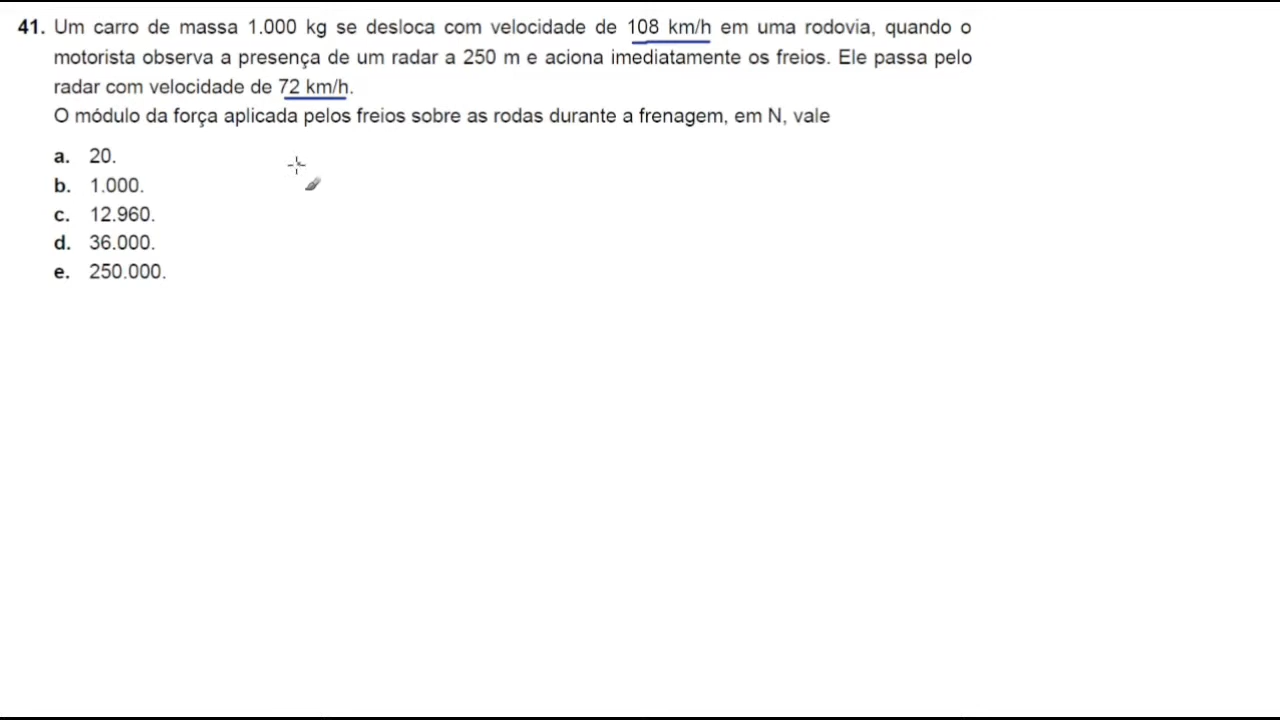 41. Um carro de massa 1.000 kg se desloca com velocidade de 108 km/h em uma rodovia, quando o
motorista observa a presença de um radar a 250 m e aciona imediatamente os freios. Ele passa pelo
radar com velocidade de 72 km/h.
O módulo da força aplicada pelos freios sobre as rodas durante a frenagem, em N, vale
a. 20.
b. 1.000.
c. 12.960.
d. 36.000.
e. 250.000.